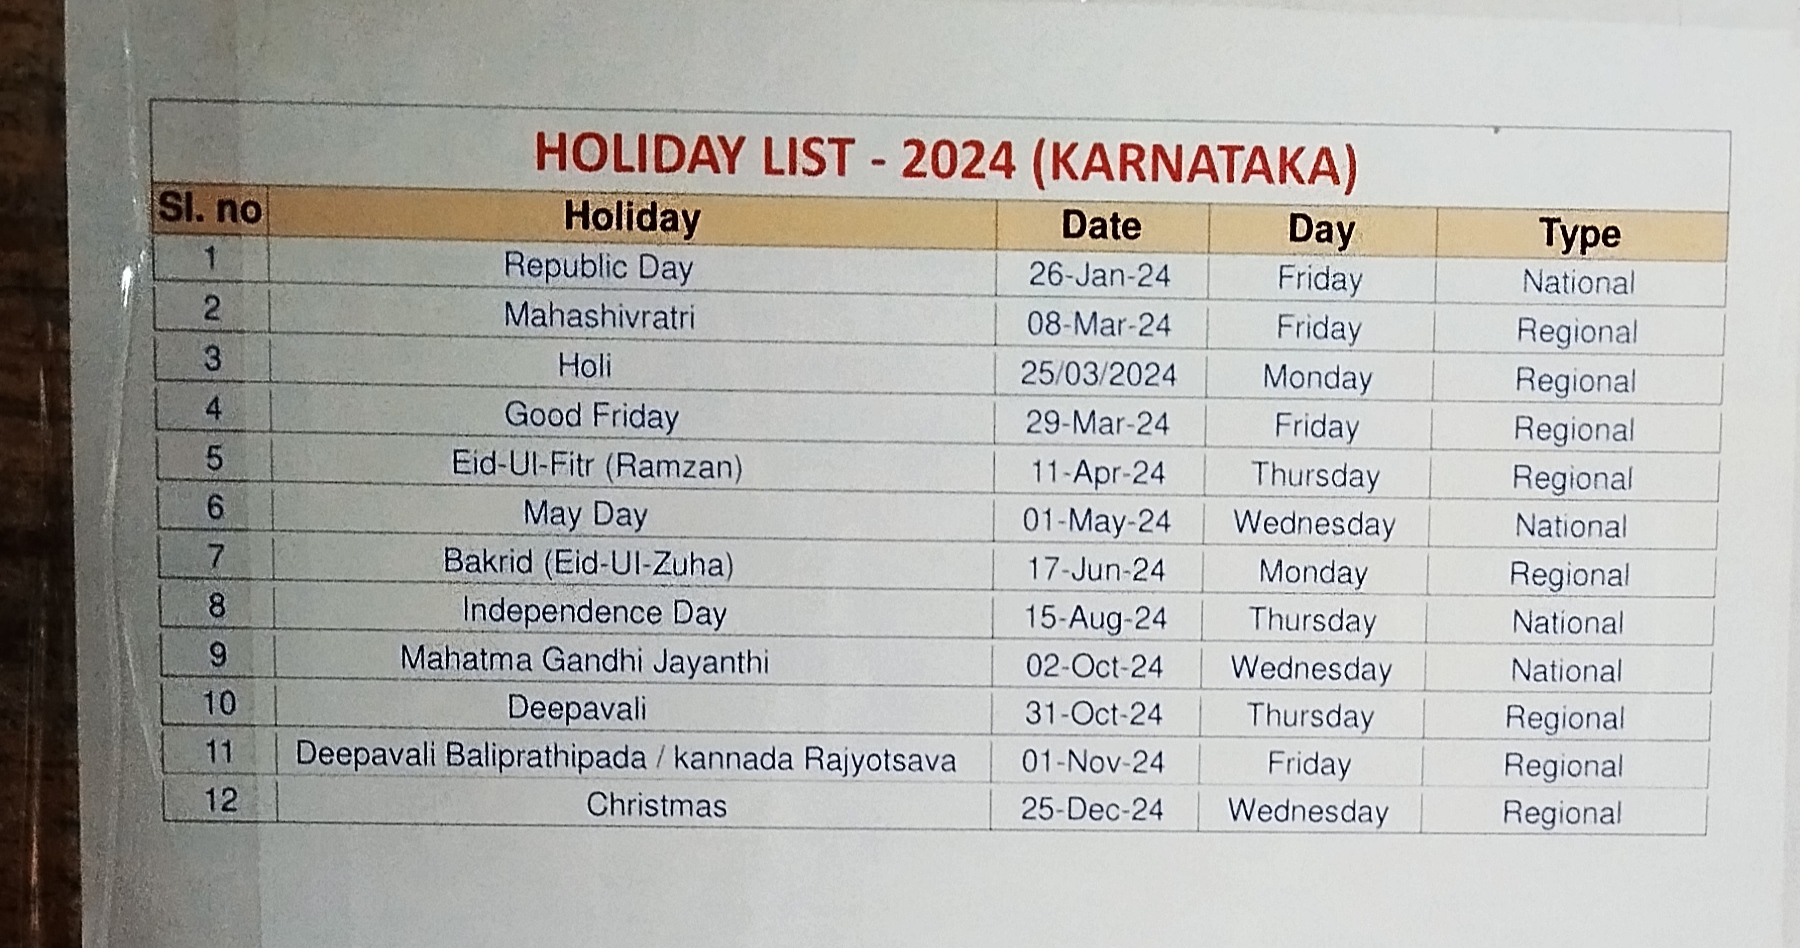 HOLIDAY LIST - 2024 (KARNATAKA)
Sl. no Holiday Date Day Type
1 Republic Day 26-Jan-24 Friday National
2 Mahashivratri 08-Mar-24 Friday Regional
3 Holi 25/03/2024 Monday Regional
4 Good Friday 29-Mar-24 Friday Regional
5 Eid-Ul-Fitr (Ramzan) 11-Apr-24 Thursday Regional
6 May Day 01-May-24 Wednesday National
7 Bakrid (Eid-Ul-Zuha) 17-Jun-24 Monday Regional
8 Independence Day 15-Aug-24 Thursday National
9 Mahatma Gandhi Jayanthi 02-Oct-24 Wednesday National
10 Deepavali 31-Oct-24 Thursday Regional
11 Deepavali Baliprathipada / kannada Rajyotsava 01-Nov-24 Friday Regional
12 Christmas 25-Dec-24 Wednesday Regional